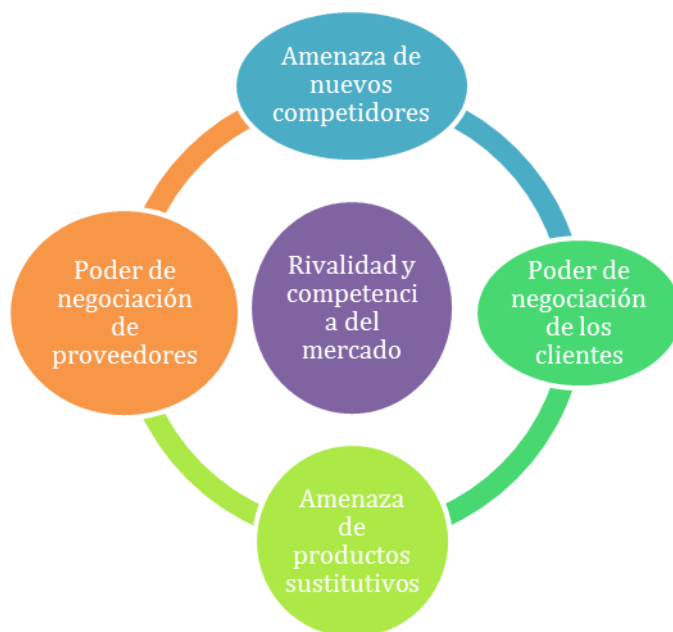 Amenaza de
nuevos
competidores
Poder de
negociación
de
proveedores
Rivalidad y
competenci
a del
mercado
Poder de
negociación
de los
clientes
Amenaza
de
productos
sustitutivos